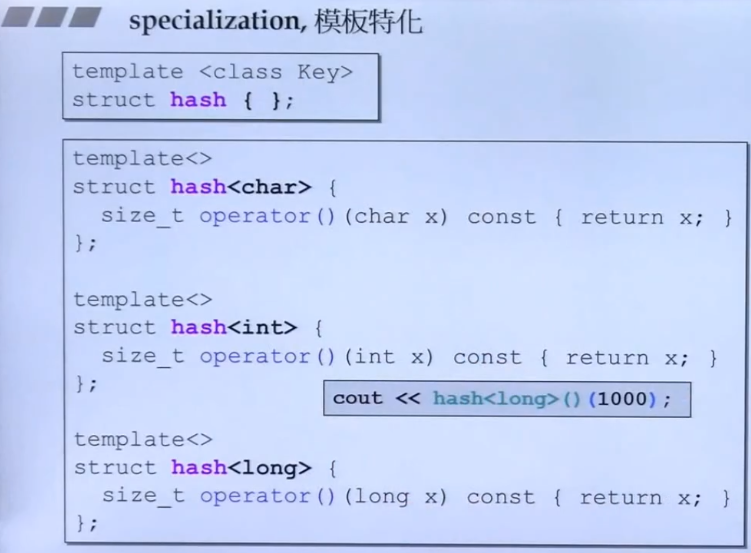 specialization, 模板特化
template <class Key>
struct hash { };
template<>
struct hash<char> {
  size_t operator()(char x) const { return x; }
};
template<>
struct hash<int> {
  size_t operator()(int x) const { return x; }
};
cout << hash<long>()(1000);
template<>
struct hash<long> {
  size_t operator()(long x) const { return x; }
};